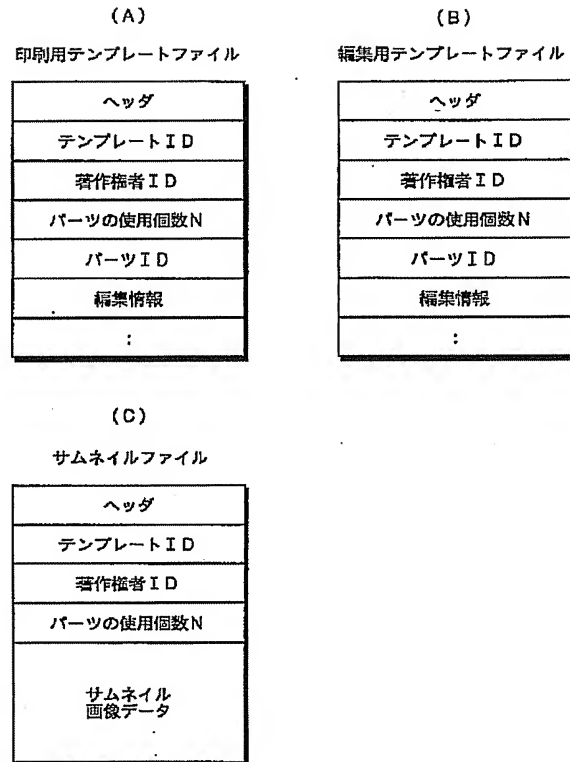 (A)
印刷用テンプレートファイル
ヘッダ
テンプレートID
著作権者ID
パーツの使用個数N
パーツID
編集情報
:
(B)
編集用テンプレートファイル
ヘッダ
テンプレートID
著作権者ID
パーツの使用個数N
パーツID
編集情報
:
(C)
サムネイルファイル
ヘッダ
テンプレートID
著作権者ID
パーツの使用個数N
サムネイル
画像データ